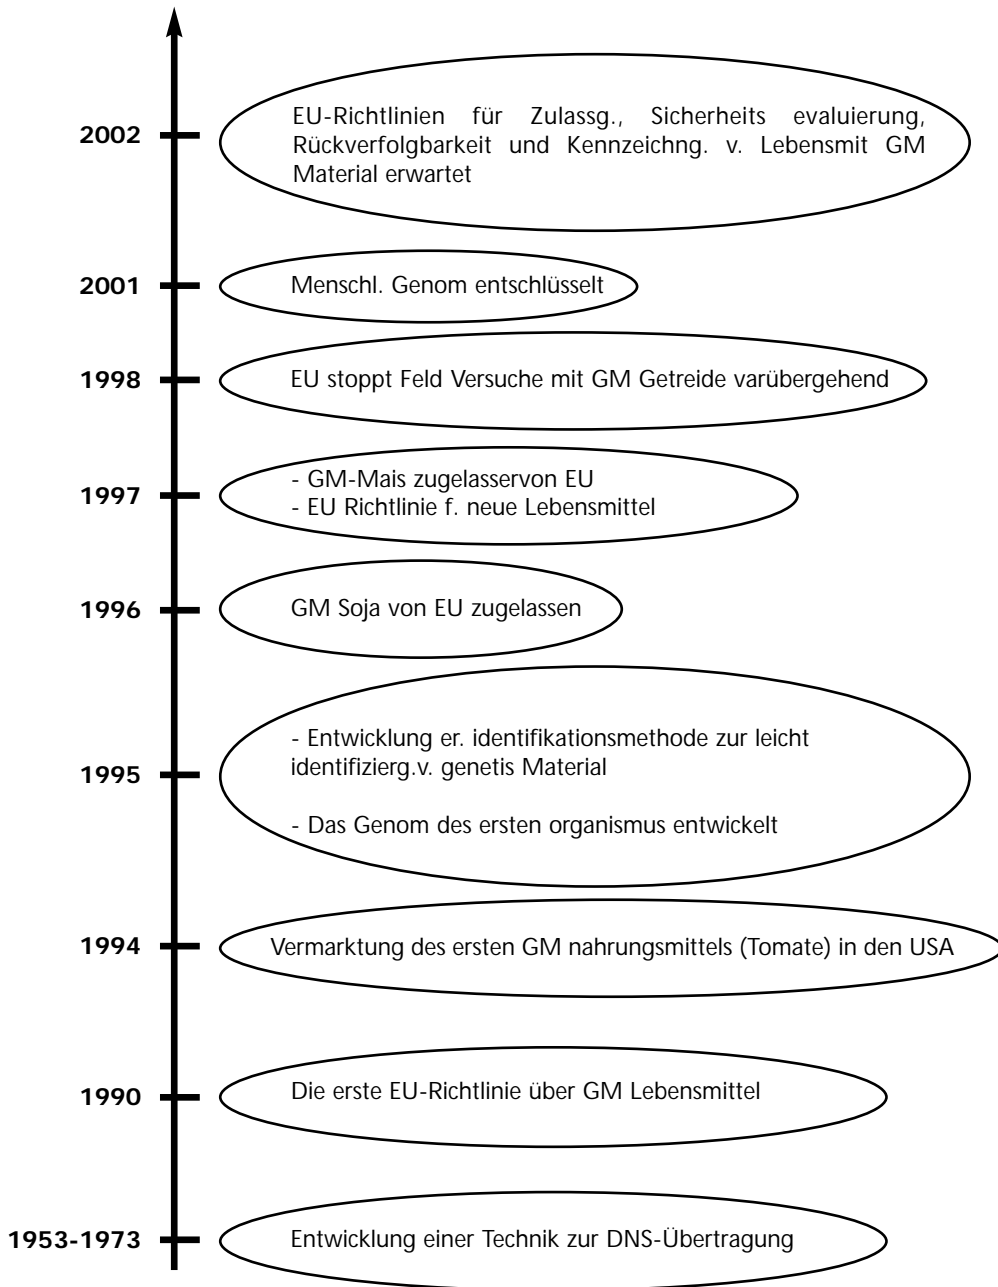 2002
EU-Richtlinien für Zulassg., Sicherheits evaluierung,
Rückverfolgbarkeit und Kennzeichng. v. Lebensmit GM
Material erwartet
2001
Menschl. Genom entschlüsselt
1998
EU stoppt Feld Versuche mit GM Getreide varübergehend
1997
- GM-Mais zugelasservon EU
- EU Richtlinie f. neue Lebensmittel
1996
GM Soja von EU zugelassen
1995
- Entwicklung er. identifikationsmethode zur leicht
identifizierg.v. genetis Material
- Das Genom des ersten organismus entwickelt
1994
Vermarktung des ersten GM nahrungsmittels (Tomate) in den USA
1990
Die erste EU-Richtlinie über GM Lebensmittel
1953-1973
Entwicklung einer Technik zur DNS-Übertragung